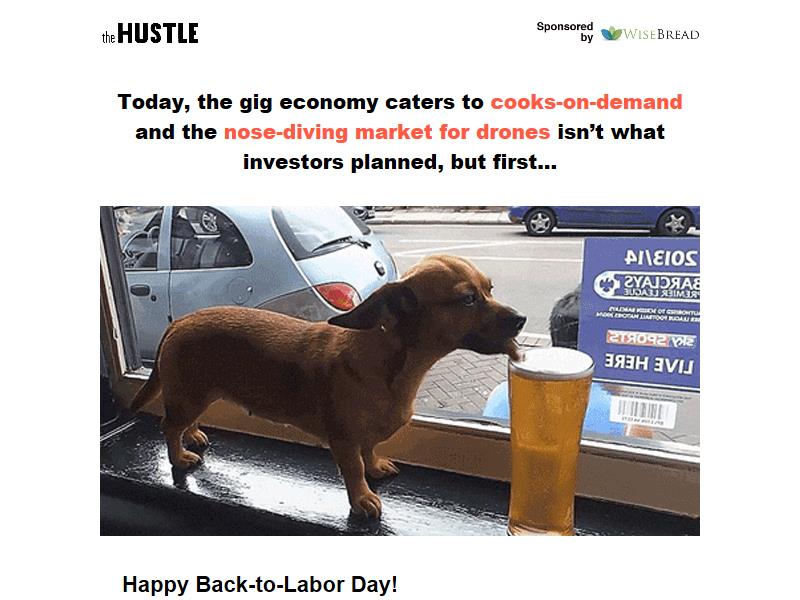 the HUSTLE
Sponsored
by WISEBREAD
Today, the gig economy caters to cooks-on-demand
and the nose-diving market for drones isn’t what
investors planned, but first...
2013/14
BARCLAYS
PREMIER LEAGUE
sky SPORTS
LIVE HERE
Happy Back-to-Labor Day!